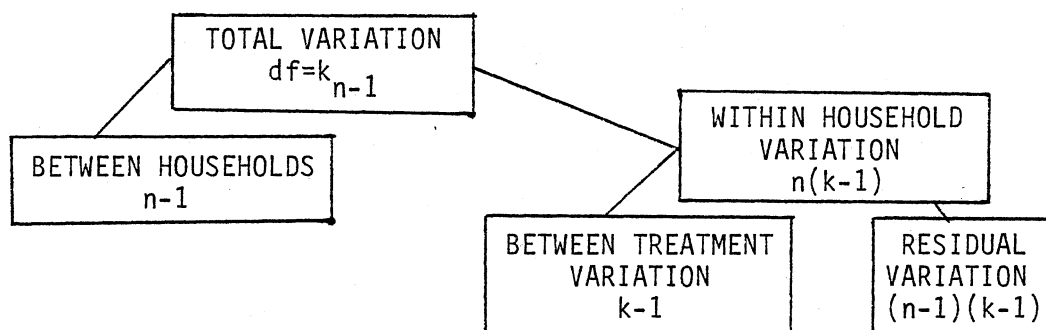 TOTAL VARIATION
df=k
n-1
WITHIN HOUSEHOLD
VARIATION
n(k-1)
BETWEEN HOUSEHOLDS
n-1
BETWEEN TREATMENT
VARIATION
k-1
RESIDUAL
VARIATION
(n-1)(k-1)